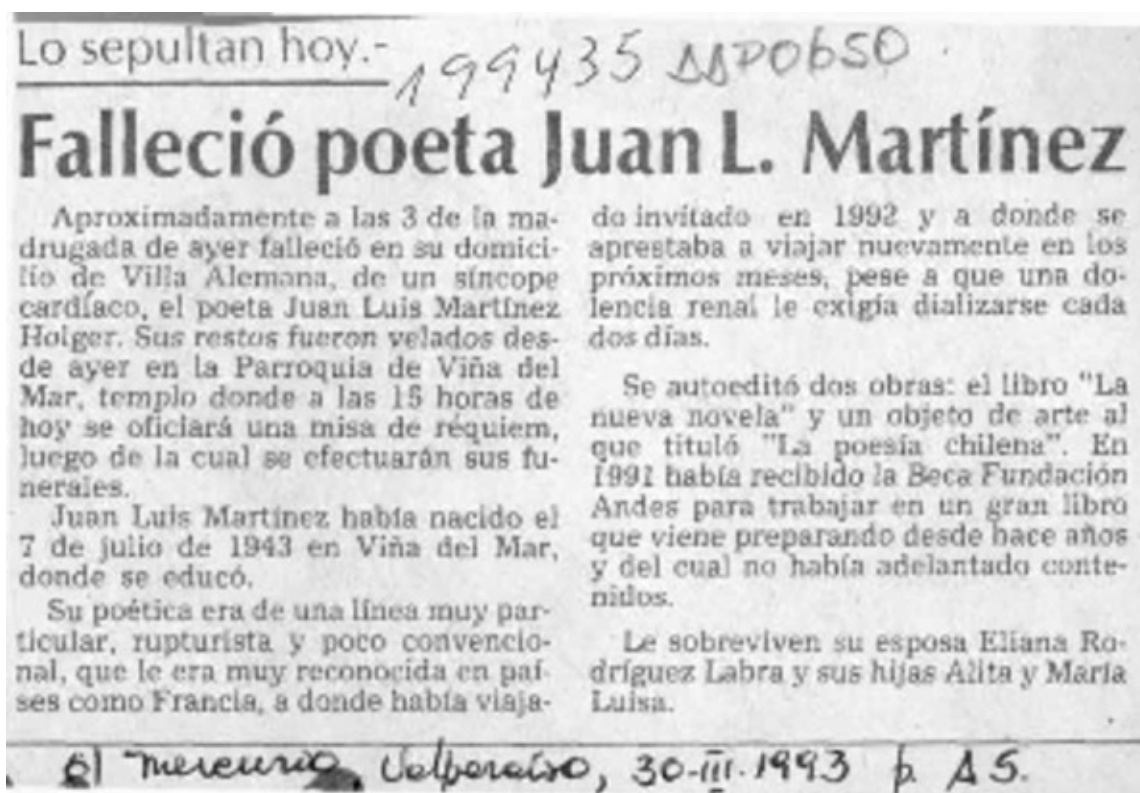 Lo sepultan hoy.-
199435
Falleció poeta Juan L. Martínez
Aproximadamente a las 3 de la ma-
drugada de ayer falleció en su domici-
lio de Villa Alemana, de un síncope
cardíaco, el poeta Juan Luis Martínez
Holger. Sus restos fueron velados des-
de ayer en la Parroquia de Viña del
Mar, templo donde a las 15 horas de
hoy se oficiará una misa de réquiem,
luego de la cual se efectuarán sus fu-
nerales.
Juan Luis Martínez había nacido el
7 de julio de 1943 en Viña del Mar,
donde se educó.
Su poética era de una línea muy par-
ticular, rupturista y poco convencio-
nal, que le era muy reconocida en paí-
ses como Francia, a donde había viaja-
do invitado en 1992 y a donde se
aprestaba a viajar nuevamente en los
próximos meses, pese a que una do-
lencia renal le exigía dializarse cada
dos días.
Se autoeditó dos obras: el libro "La
nueva novela" y un objeto de arte al
que tituló "La poesía chilena". En
1991 había recibido la Beca Fundación
Andes para trabajar en un gran libro
que viene preparando desde hace años
y del cual no había adelantado conte-
nidos.
Le sobreviven su esposa Eliana Ro-
dríguez Labra y sus hijas Alita y María
Luisa.
El Mercurio, Valparaíso, 30-III-1993 p. A5.